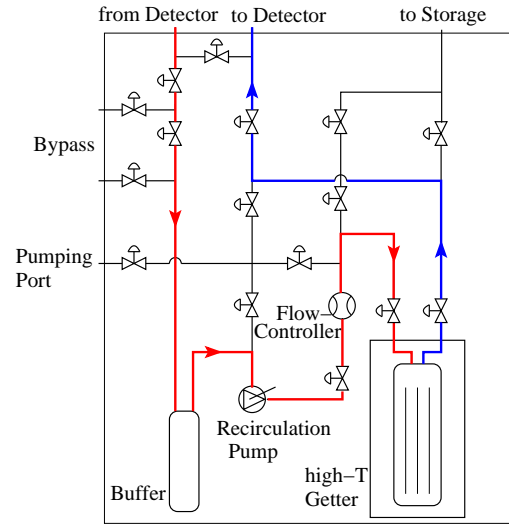 from Detector
to Detector
to Storage
Bypass
Pumping
Port
Flow–
Controller
Recirculation
Pump
high–T
Getter
Buffer